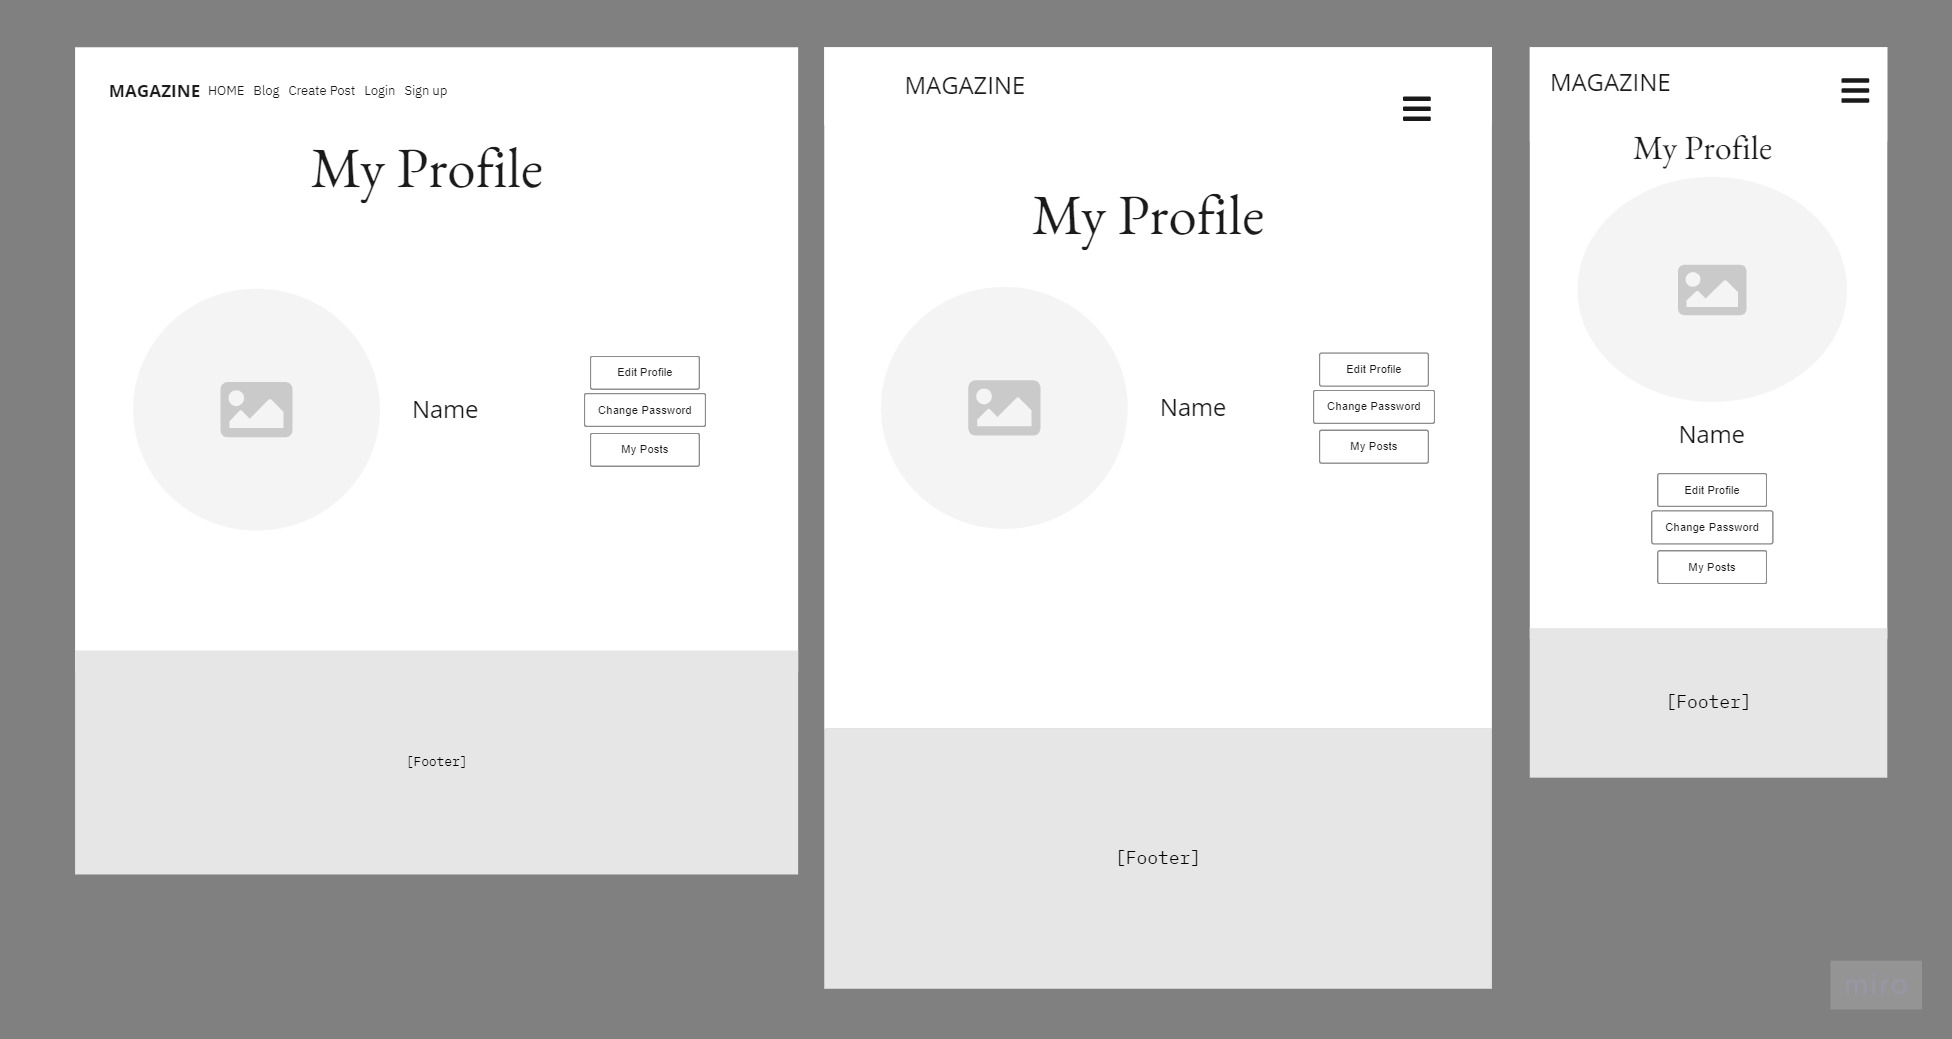 MAGAZINE HOME Blog Create Post Login Sign up
My Profile
Name
Edit Profile
Change Password
My Posts
[Footer]
MAGAZINE
My Profile
Name
Edit Profile
Change Password
My Posts
[Footer]
MAGAZINE
My Profile
Name
Edit Profile
Change Password
My Posts
[Footer]
miro